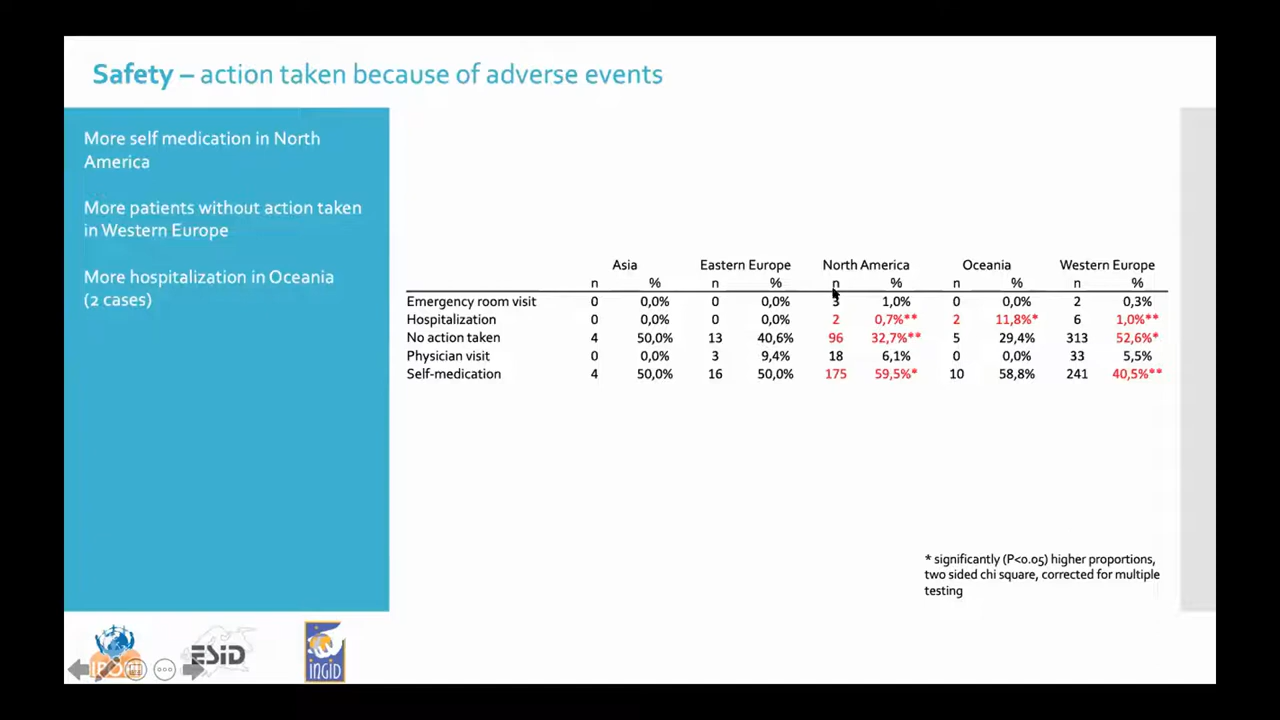 Safety – action taken because of adverse events
More self medication in North
America
More patients without action taken
in Western Europe
More hospitalization in Oceania
(2 cases)
Asia Eastern Europe North America Oceania Western Europe
n % n % n % n % n %
Emergency room visit 0 0,0% 0 0,0% 3 1,0% 0 0,0% 2 0,3%
Hospitalization 0 0,0% 0 0,0% 2 0,7%** 2 11,8%* 6 1,0%**
No action taken 4 50,0% 13 40,6% 96 32,7%** 5 29,4% 313 52,6%*
Physician visit 0 0,0% 3 9,4% 18 6,1% 0 0,0% 33 5,5%
Self-medication 4 50,0% 16 50,0% 175 59,5%* 10 58,8% 241 40,5%**
* significantly (P<0.05) higher proportions,
two sided chi square, corrected for multiple
testing
ESiD
inGiD